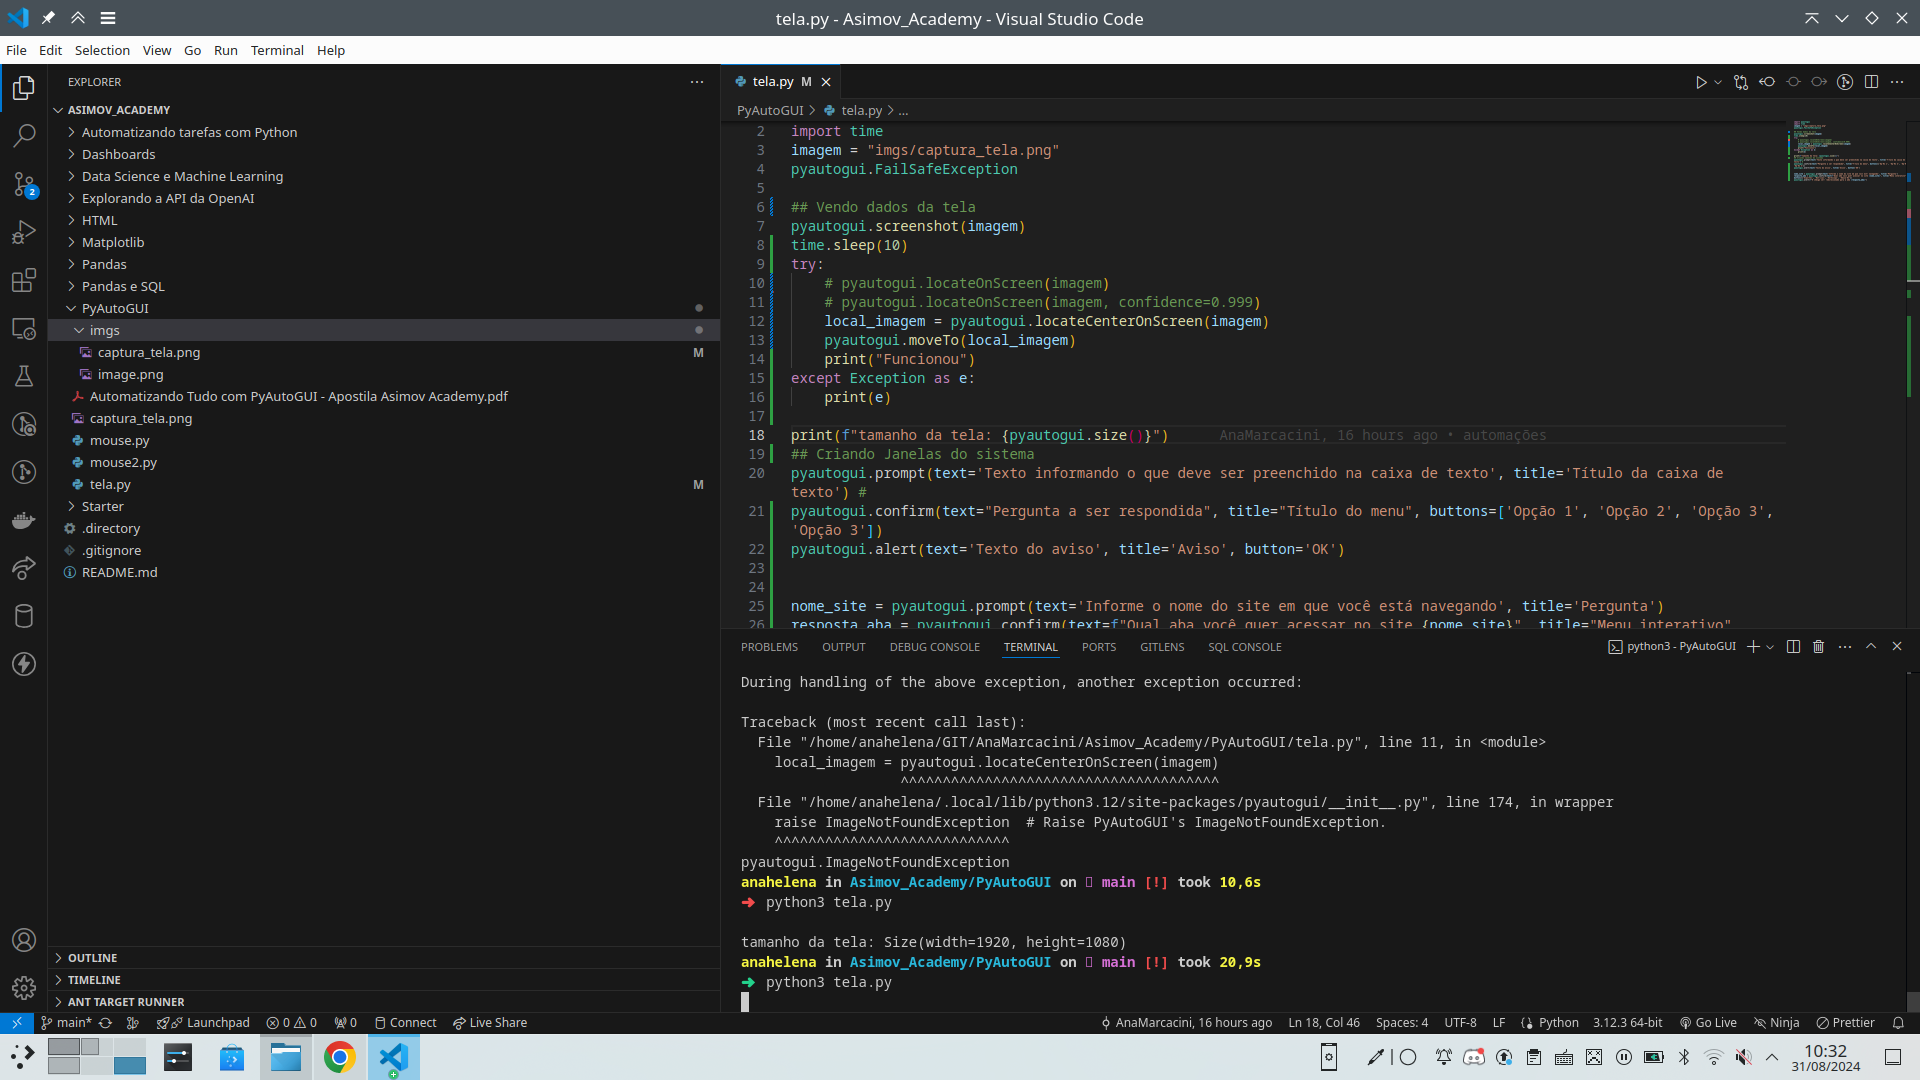 tela.py - Asimov_Academy - Visual Studio Code
File Edit Selection View Go Run Terminal Help
EXPLORER
ASIMOV_ACADEMY
Automatizando tarefas com Python
Dashboards
Data Science e Machine Learning
Explorando a API da OpenAI
HTML
Matplotlib
Pandas
Pandas e SQL
PyAutoGUI
imgs
captura_tela.png M
image.png
Automatizando Tudo com PyAutoGUI - Apostila Asimov Academy.pdf
captura_tela.png
mouse.py
mouse2.py
tela.py M
Starter
.directory
.gitignore
README.md
OUTLINE
TIMELINE
ANT TARGET RUNNER
2
tela.py M
PyAutoGUI > tela.py > ...
2 import time
3 imagem = "imgs/captura_tela.png"
4 pyautogui.FailSafeException
5
6 ## Vendo dados da tela
7 pyautogui.screenshot(imagem)
8 time.sleep(10)
9 try:
10 # pyautogui.locateOnScreen(imagem)
11 # pyautogui.locateOnScreen(imagem, confidence=0.999)
12 local_imagem = pyautogui.locateCenterOnScreen(imagem)
13 pyautogui.moveTo(local_imagem)
14 print("Funcionou")
15 except Exception as e:
16 print(e)
17
18 print(f"tamanho da tela: {pyautogui.size()}") AnaMarcacini, 16 hours ago • automações
19 ## Criando Janelas do sistema
20 pyautogui.prompt(text='Texto informando o que deve ser preenchido na caixa de texto', title='Título da caixa de
texto') #
21 pyautogui.confirm(text="Pergunta a ser respondida", title="Título do menu", buttons=['Opção 1', 'Opção 2', 'Opção 3',
'Opção 3'])
22 pyautogui.alert(text='Texto do aviso', title='Aviso', button='OK')
23
24
25 nome_site = pyautogui.prompt(text='Informe o nome do site em que você está navegando', title='Pergunta')
26 resposta_aba = pyautogui.confirm(text=f"Qual aba você quer acessar no site {nome_site}", title="Menu interativo"
PROBLEMS OUTPUT DEBUG CONSOLE TERMINAL PORTS GITLENS SQL CONSOLE python3 - PyAutoGUI
During handling of the above exception, another exception occurred:
Traceback (most recent call last):
File "/home/anahelena/GIT/AnaMarcacini/Asimov_Academy/PyAutoGUI/tela.py", line 11, in <module>
local_imagem = pyautogui.locateCenterOnScreen(imagem)
^^^^^^^^^^^^^^^^^^^^^^^^^^^^^^^^^^^^^^
File "/home/anahelena/.local/lib/python3.12/site-packages/pyautogui/__init__.py", line 174, in wrapper
raise ImageNotFoundException # Raise PyAutoGUI's ImageNotFoundException.
^^^^^^^^^^^^^^^^^^^^^^^^^^^^
pyautogui.ImageNotFoundException
anahelena in Asimov_Academy/PyAutoGUI on main [!] took 10,6s
➜ python3 tela.py
tamanho da tela: Size(width=1920, height=1080)
anahelena in Asimov_Academy/PyAutoGUI on main [!] took 20,9s
➜ python3 tela.py
main* Launchpad 0 0 0 Connect Live Share AnaMarcacini, 16 hours ago Ln 18, Col 46 Spaces: 4 UTF-8 LF Python 3.12.3 64-bit Go Live Ninja Prettier
10:32
31/08/2024